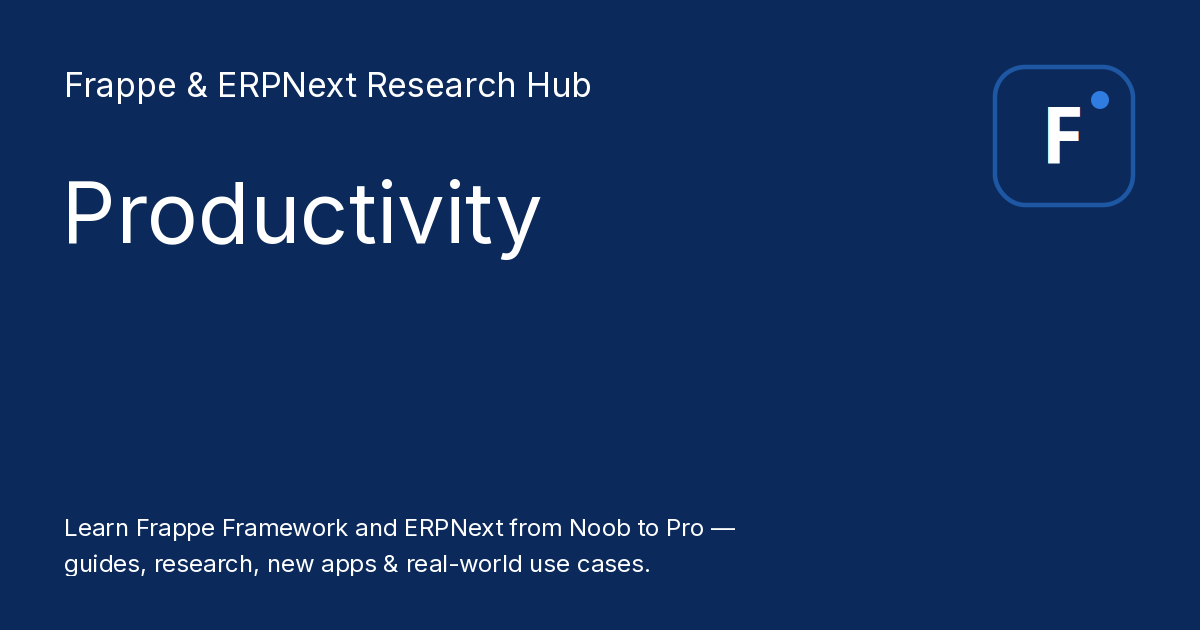 Frappe & ERPNext Research Hub
F
Productivity
Learn Frappe Framework and ERPNext from Noob to Pro —
guides, research, new apps & real-world use cases.